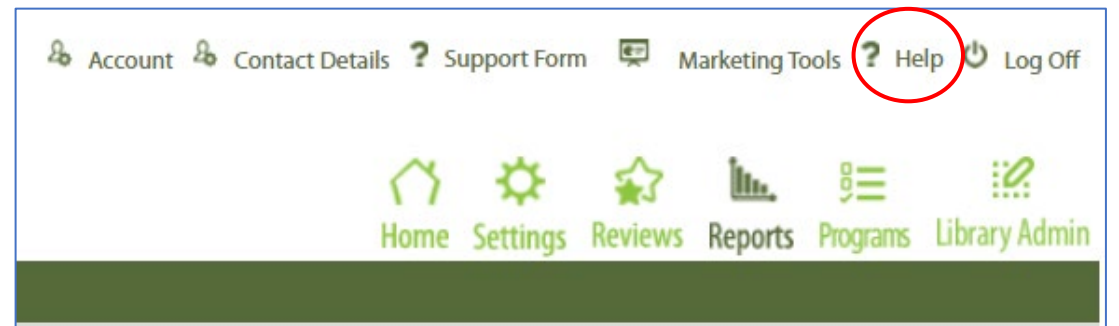 Account Contact Details ? Support Form Marketing Tools ? Help Log Off
Home Settings Reviews Reports Programs Library Admin